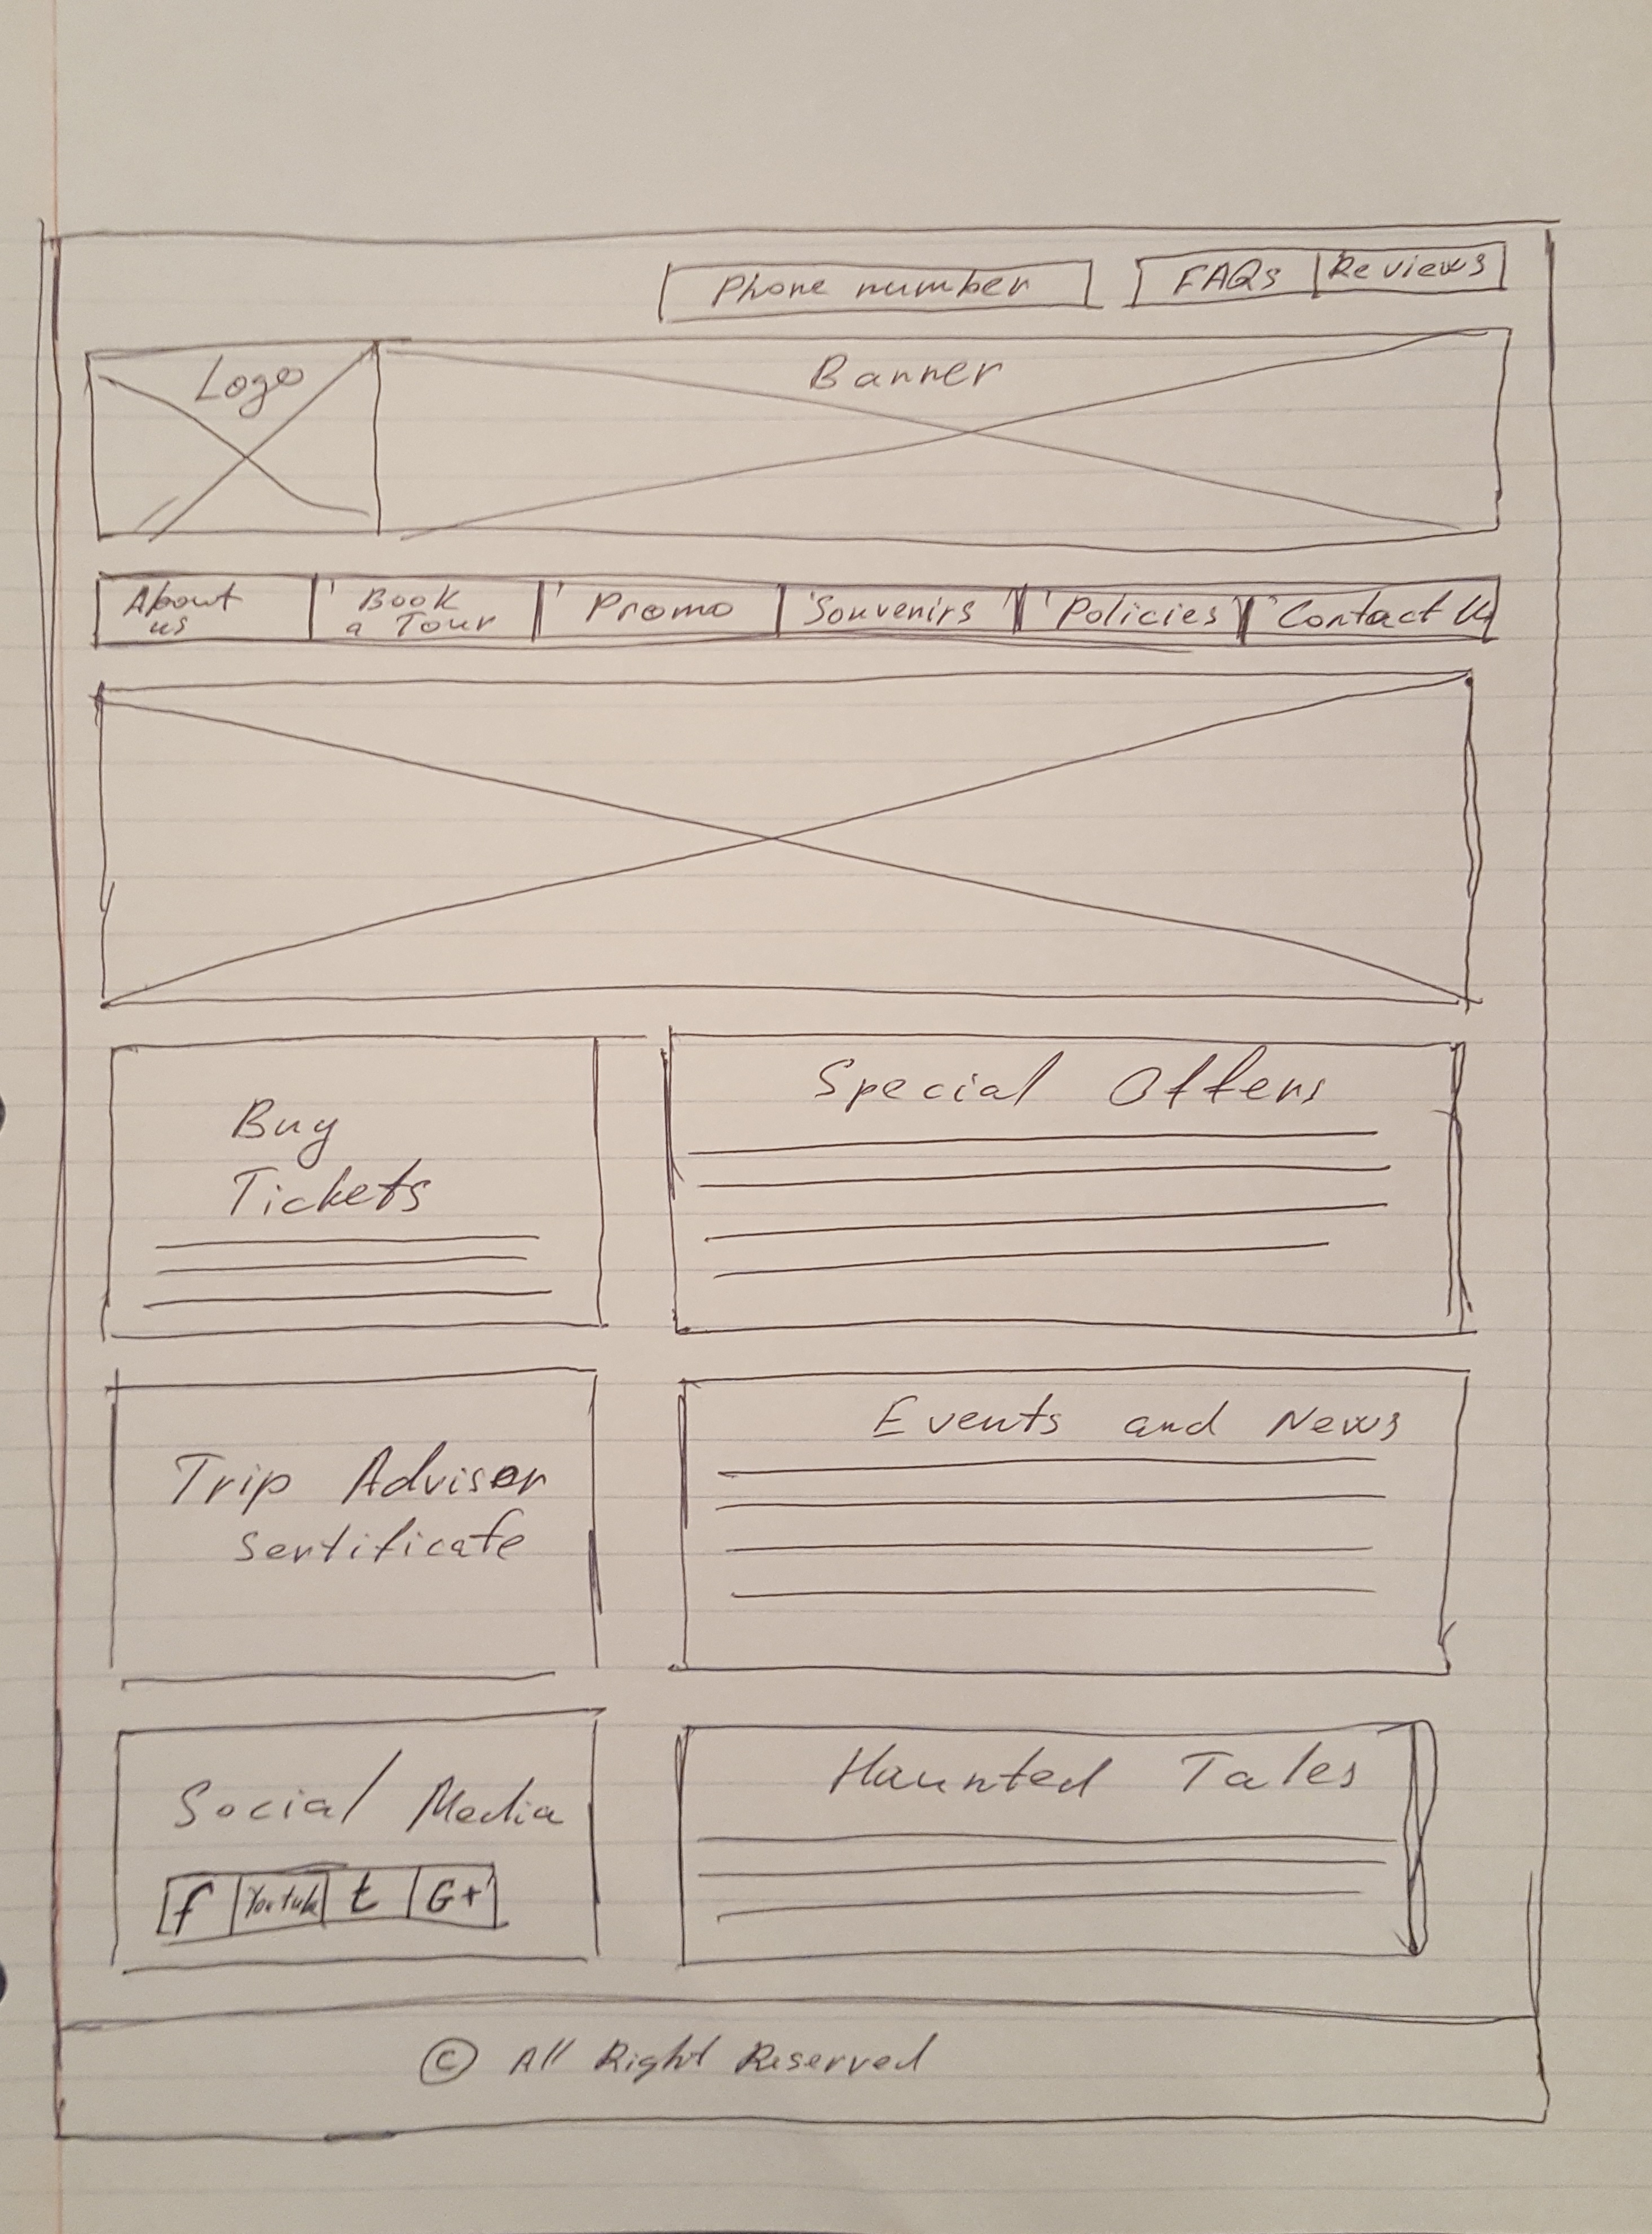 Phone number
FAQs Reviews
Logo
Banner
About us
Book a Tour
Promo
Souvenirs
Policies
Contact Us
Buy
Tickets
Special Offers
Trip Advisor
Sertificate
Events and News
Social Media
f Youtube t G+
Haunted Tales
© All Right Reserved